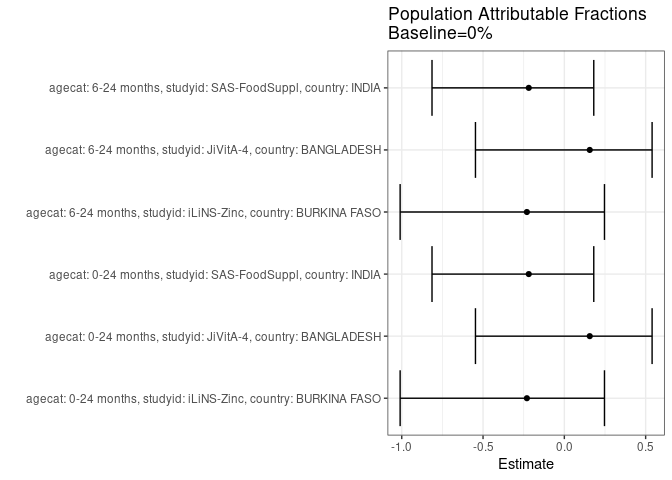 Population Attributable Fractions
Baseline=0%
agecat: 6-24 months, studyid: SAS-FoodSuppl, country: INDIA
agecat: 6-24 months, studyid: JiVitA-4, country: BANGLADESH
agecat: 6-24 months, studyid: iLiNS-Zinc, country: BURKINA FASO
agecat: 0-24 months, studyid: SAS-FoodSuppl, country: INDIA
agecat: 0-24 months, studyid: JiVitA-4, country: BANGLADESH
agecat: 0-24 months, studyid: iLiNS-Zinc, country: BURKINA FASO
-1.0 -0.5 0.0 0.5
Estimate